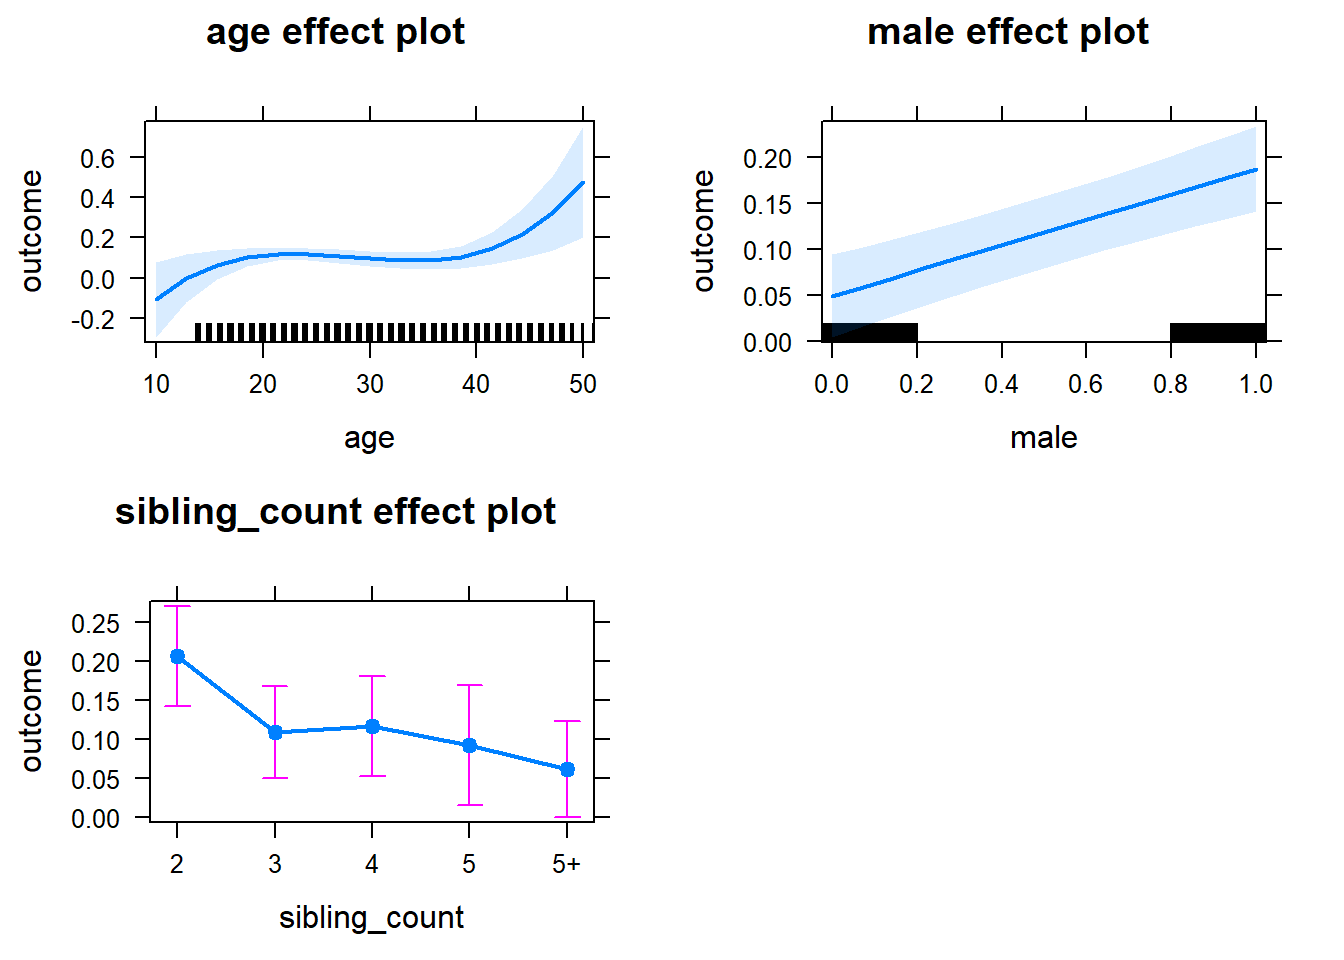 age effect plot
outcome
0.6
0.4
0.2
0.0
-0.2
10 20 30 40 50
age
male effect plot
outcome
0.20
0.15
0.10
0.05
0.00
0.0 0.2 0.4 0.6 0.8 1.0
male
sibling_count effect plot
outcome
0.25
0.20
0.15
0.10
0.05
0.00
2 3 4 5 5+
sibling_count